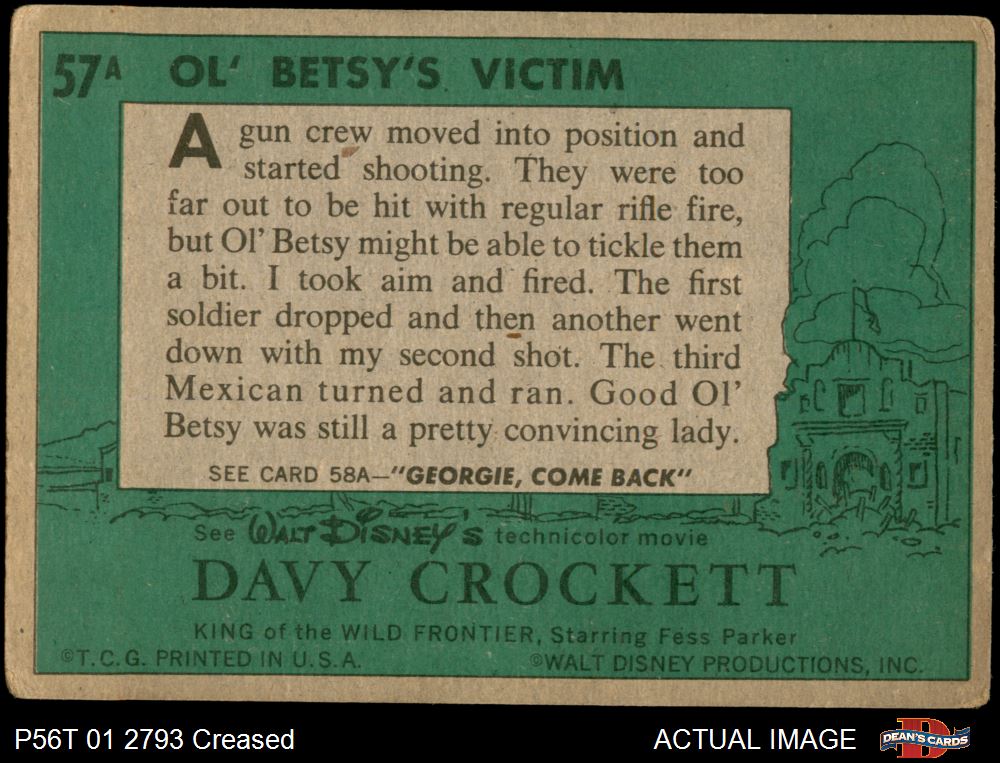 57A OL' BETSY'S VICTIM
A gun crew moved into position and
started shooting. They were too
far out to be hit with regular rifle fire,
but Ol' Betsy might be able to tickle them
a bit. I took aim and fired. The first
soldier dropped and then another went
down with my second shot. The third
Mexican turned and ran. Good Ol'
Betsy was still a pretty convincing lady.
SEE CARD 58A—"GEORGIE, COME BACK"
See WALT DISNEY'S technicolor movie
DAVY CROCKETT
KING of the WILD FRONTIER, Starring Fess Parker
©T.C.G. PRINTED IN U.S.A. ©WALT DISNEY PRODUCTIONS, INC.
P56T 01 2793 Creased ACTUAL IMAGE D DEAN'S CARDS